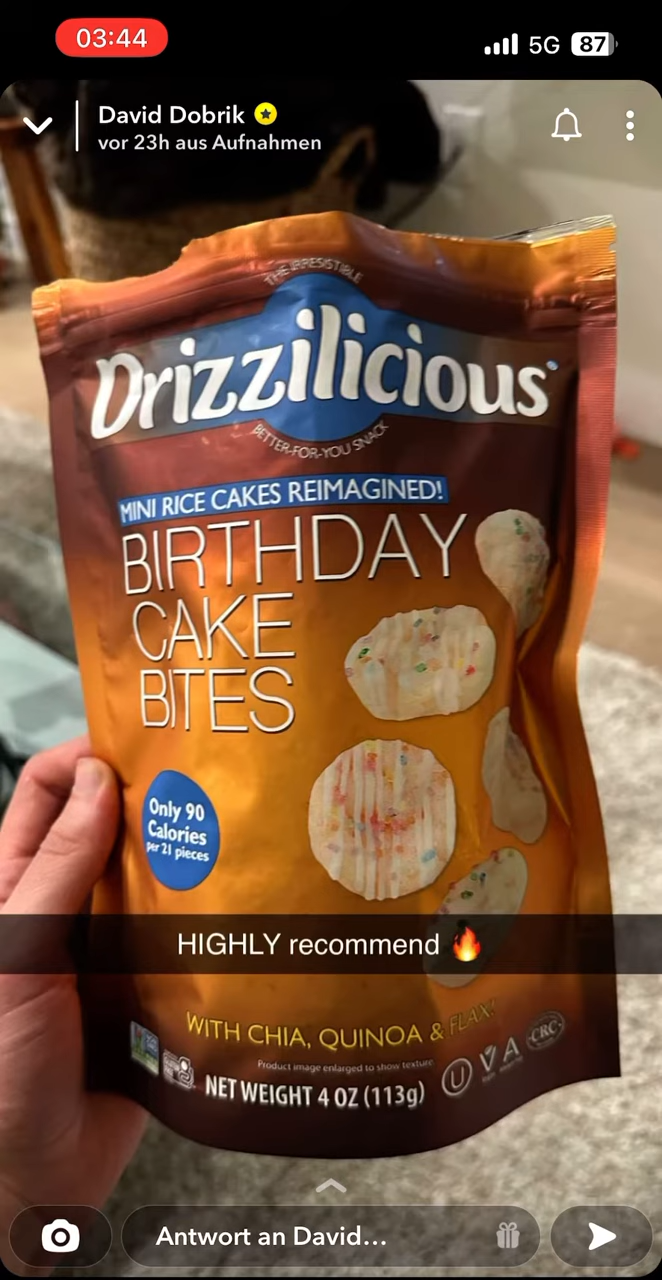 03:44
5G 87
David Dobrik
vor 23h aus Aufnahmen
THE IRRESISTIBLE
Drizzilicious
BETTER-FOR-YOU SNACK
MINI RICE CAKES REIMAGINED!
BIRTHDAY
CAKE
BITES
Only 90
Calories
per 21 pieces
HIGHLY recommend 🔥
WITH CHIA, QUINOA & FLAX!
Product image enlarged to show texture
NET WEIGHT 4 OZ (113g)
U V A CRC
Antwort an David...